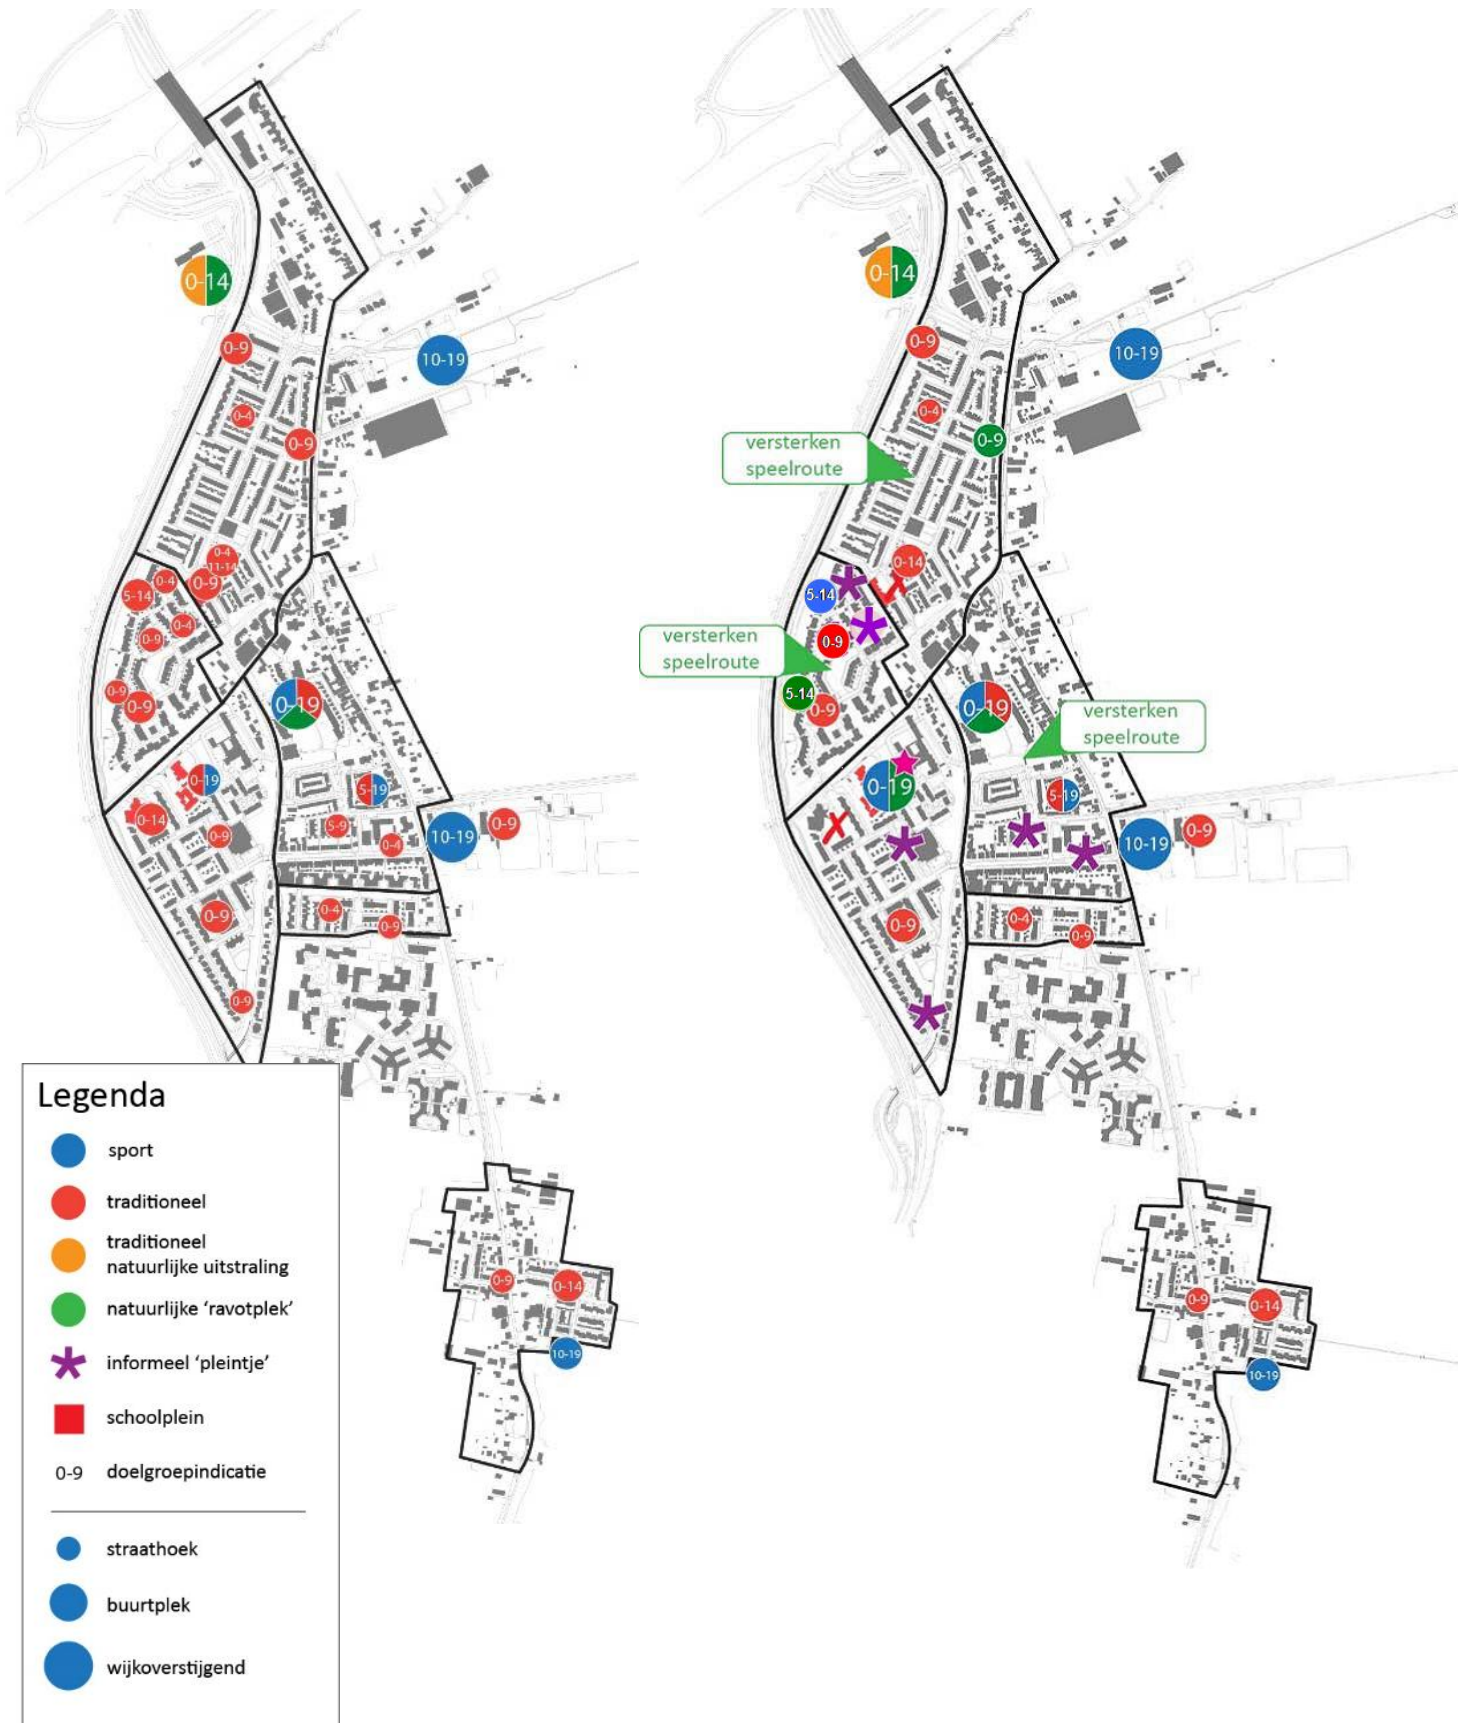 0-14
0-9
10-19
0-4
0-9
0-4
11-14
0-9
0-4
5-14
0-4
0-9
0-9
0-9
0-19
0-19
5-19
0-14
0-9
5-9
0-4
10-19
0-9
0-9
0-4
0-9
0-9
0-9
0-14
10-19
Legenda
sport
traditioneel
traditioneel
natuurlijke uitstraling
natuurlijke ‘ravotplek’
informeel ‘pleintje’
schoolplein
0-9 doelgroepindicatie
straathoek
buurtplek
wijkoverstijgend
0-14
0-9
10-19
0-4
0-9
versterken
speelroute
0-14
5-14
0-9
versterken
speelroute
5-14
0-9
0-19
versterken
speelroute
0-19
5-19
10-19
0-9
0-9
0-4
0-9
0-9
0-14
10-19